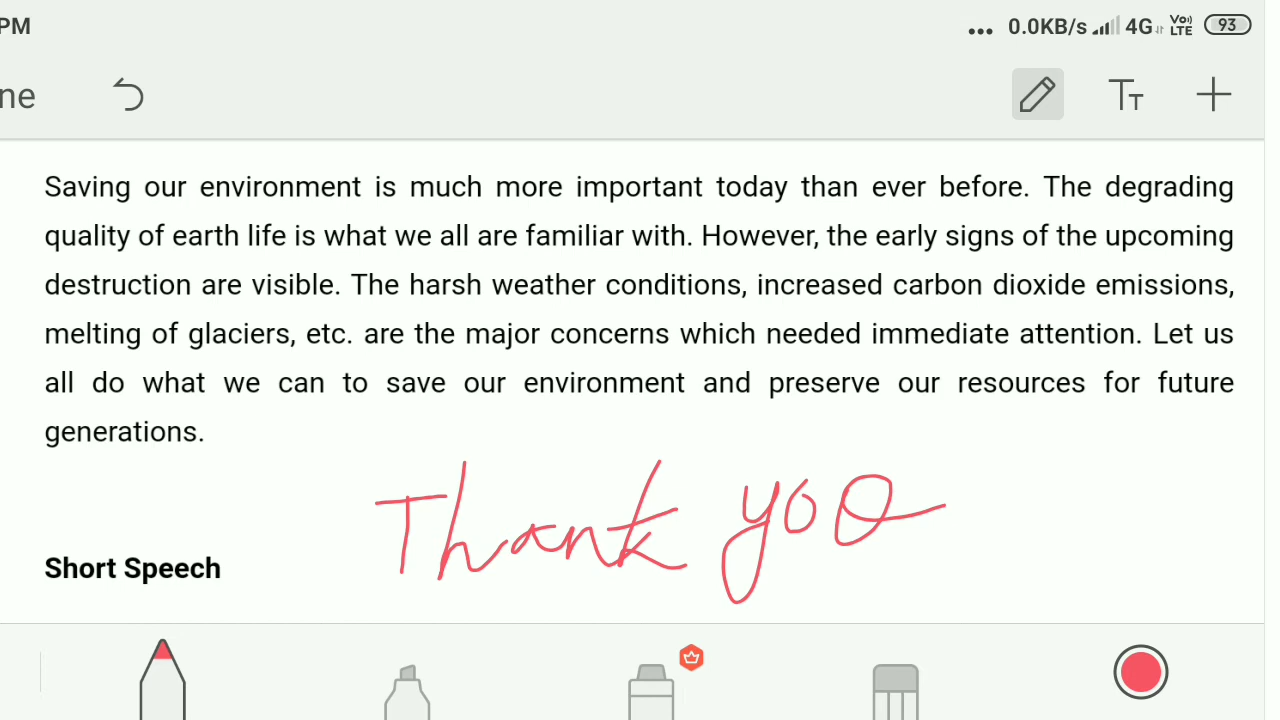 PM ... 0.0KB/s 4G Vo) LTE 93
ne TT
Saving our environment is much more important today than ever before. The degrading
quality of earth life is what we all are familiar with. However, the early signs of the upcoming
destruction are visible. The harsh weather conditions, increased carbon dioxide emissions,
melting of glaciers, etc. are the major concerns which needed immediate attention. Let us
all do what we can to save our environment and preserve our resources for future
generations.
Thank you
Short Speech